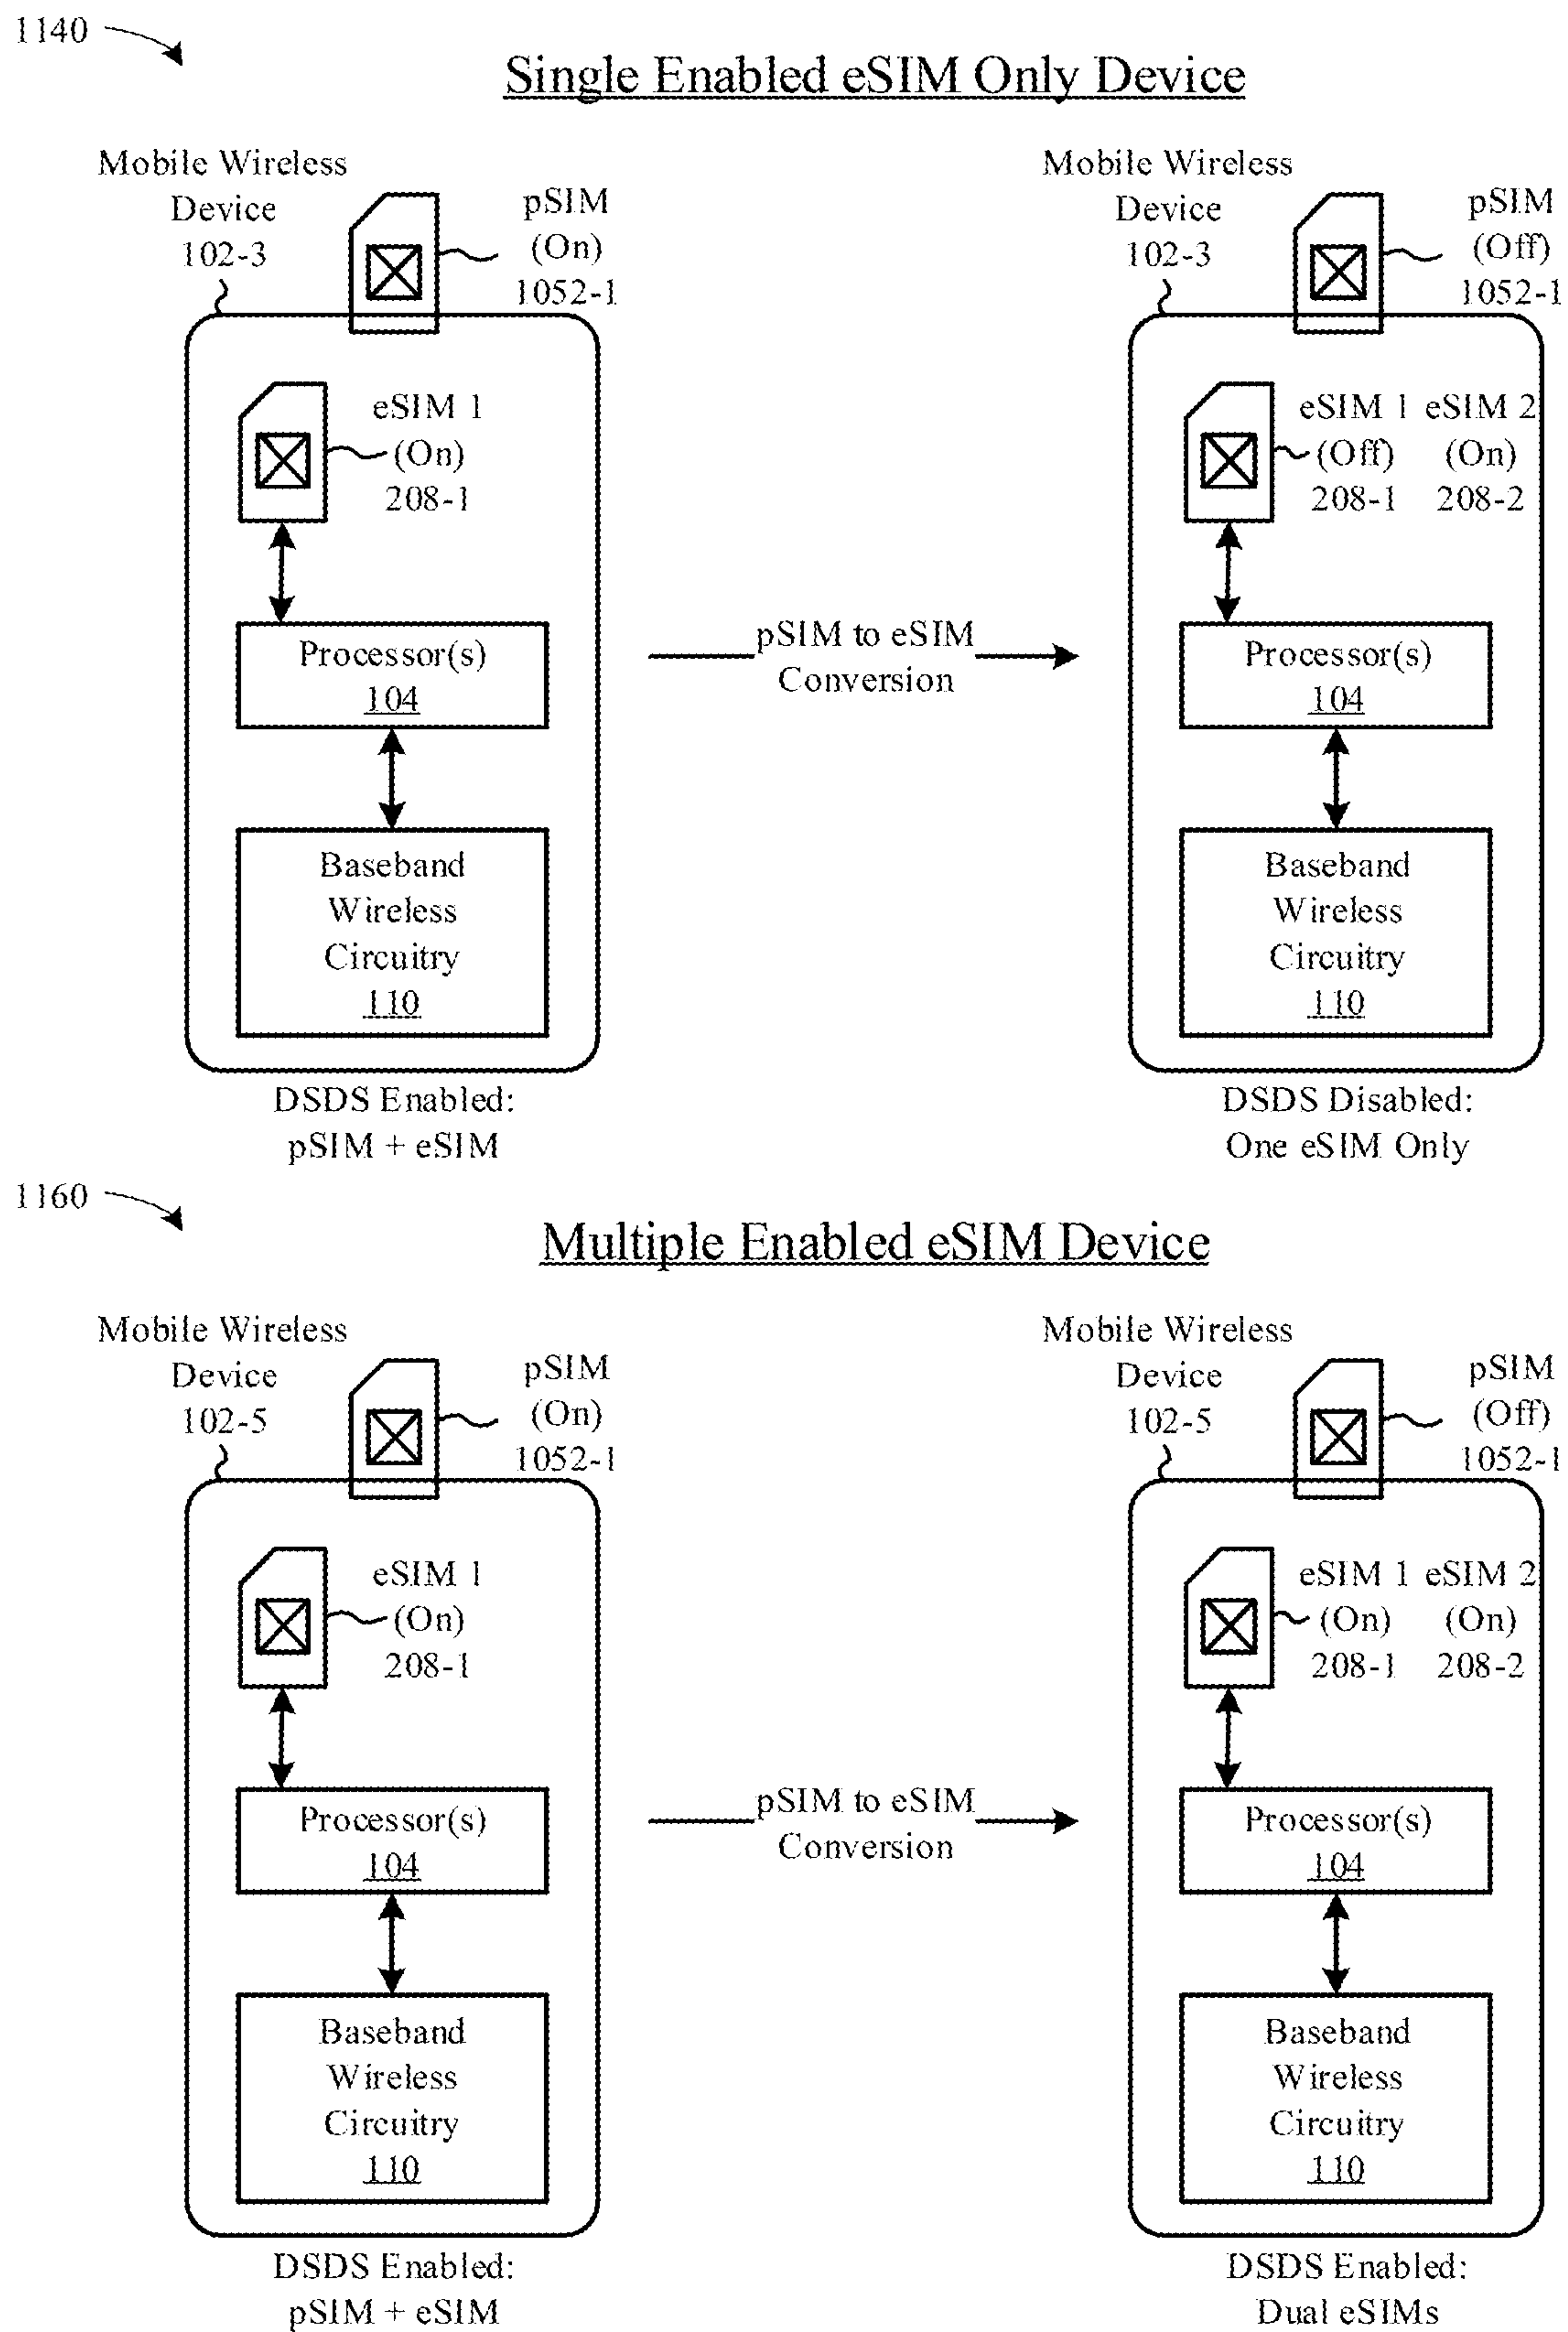 1140
Single Enabled eSIM Only Device
Mobile Wireless
Device
102-3
pSIM
(On)
1052-1
eSIM 1
(On)
208-1
Processor(s)
104
Baseband
Wireless
Circuitry
110
DSDS Enabled:
pSIM + eSIM
pSIM to eSIM
Conversion
Mobile Wireless
Device
102-3
pSIM
(Off)
1052-1
eSIM 1 eSIM 2
(Off) (On)
208-1 208-2
Processor(s)
104
Baseband
Wireless
Circuitry
110
DSDS Disabled:
One eSIM Only
1160
Multiple Enabled eSIM Device
Mobile Wireless
Device
102-5
pSIM
(On)
1052-1
eSIM 1
(On)
208-1
Processor(s)
104
Baseband
Wireless
Circuitry
110
DSDS Enabled:
pSIM + eSIM
pSIM to eSIM
Conversion
Mobile Wireless
Device
102-5
pSIM
(Off)
1052-1
eSIM 1 eSIM 2
(On) (On)
208-1 208-2
Processor(s)
104
Baseband
Wireless
Circuitry
110
DSDS Enabled:
Dual eSIMs